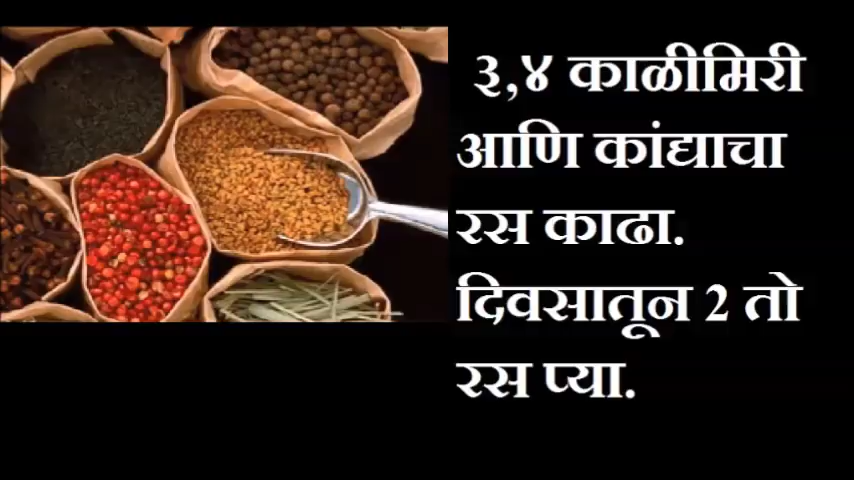 ३,४ काळीमिरी
आणि कांद्याचा
रस काढा.
दिवसातून 2 तो
रस प्या.